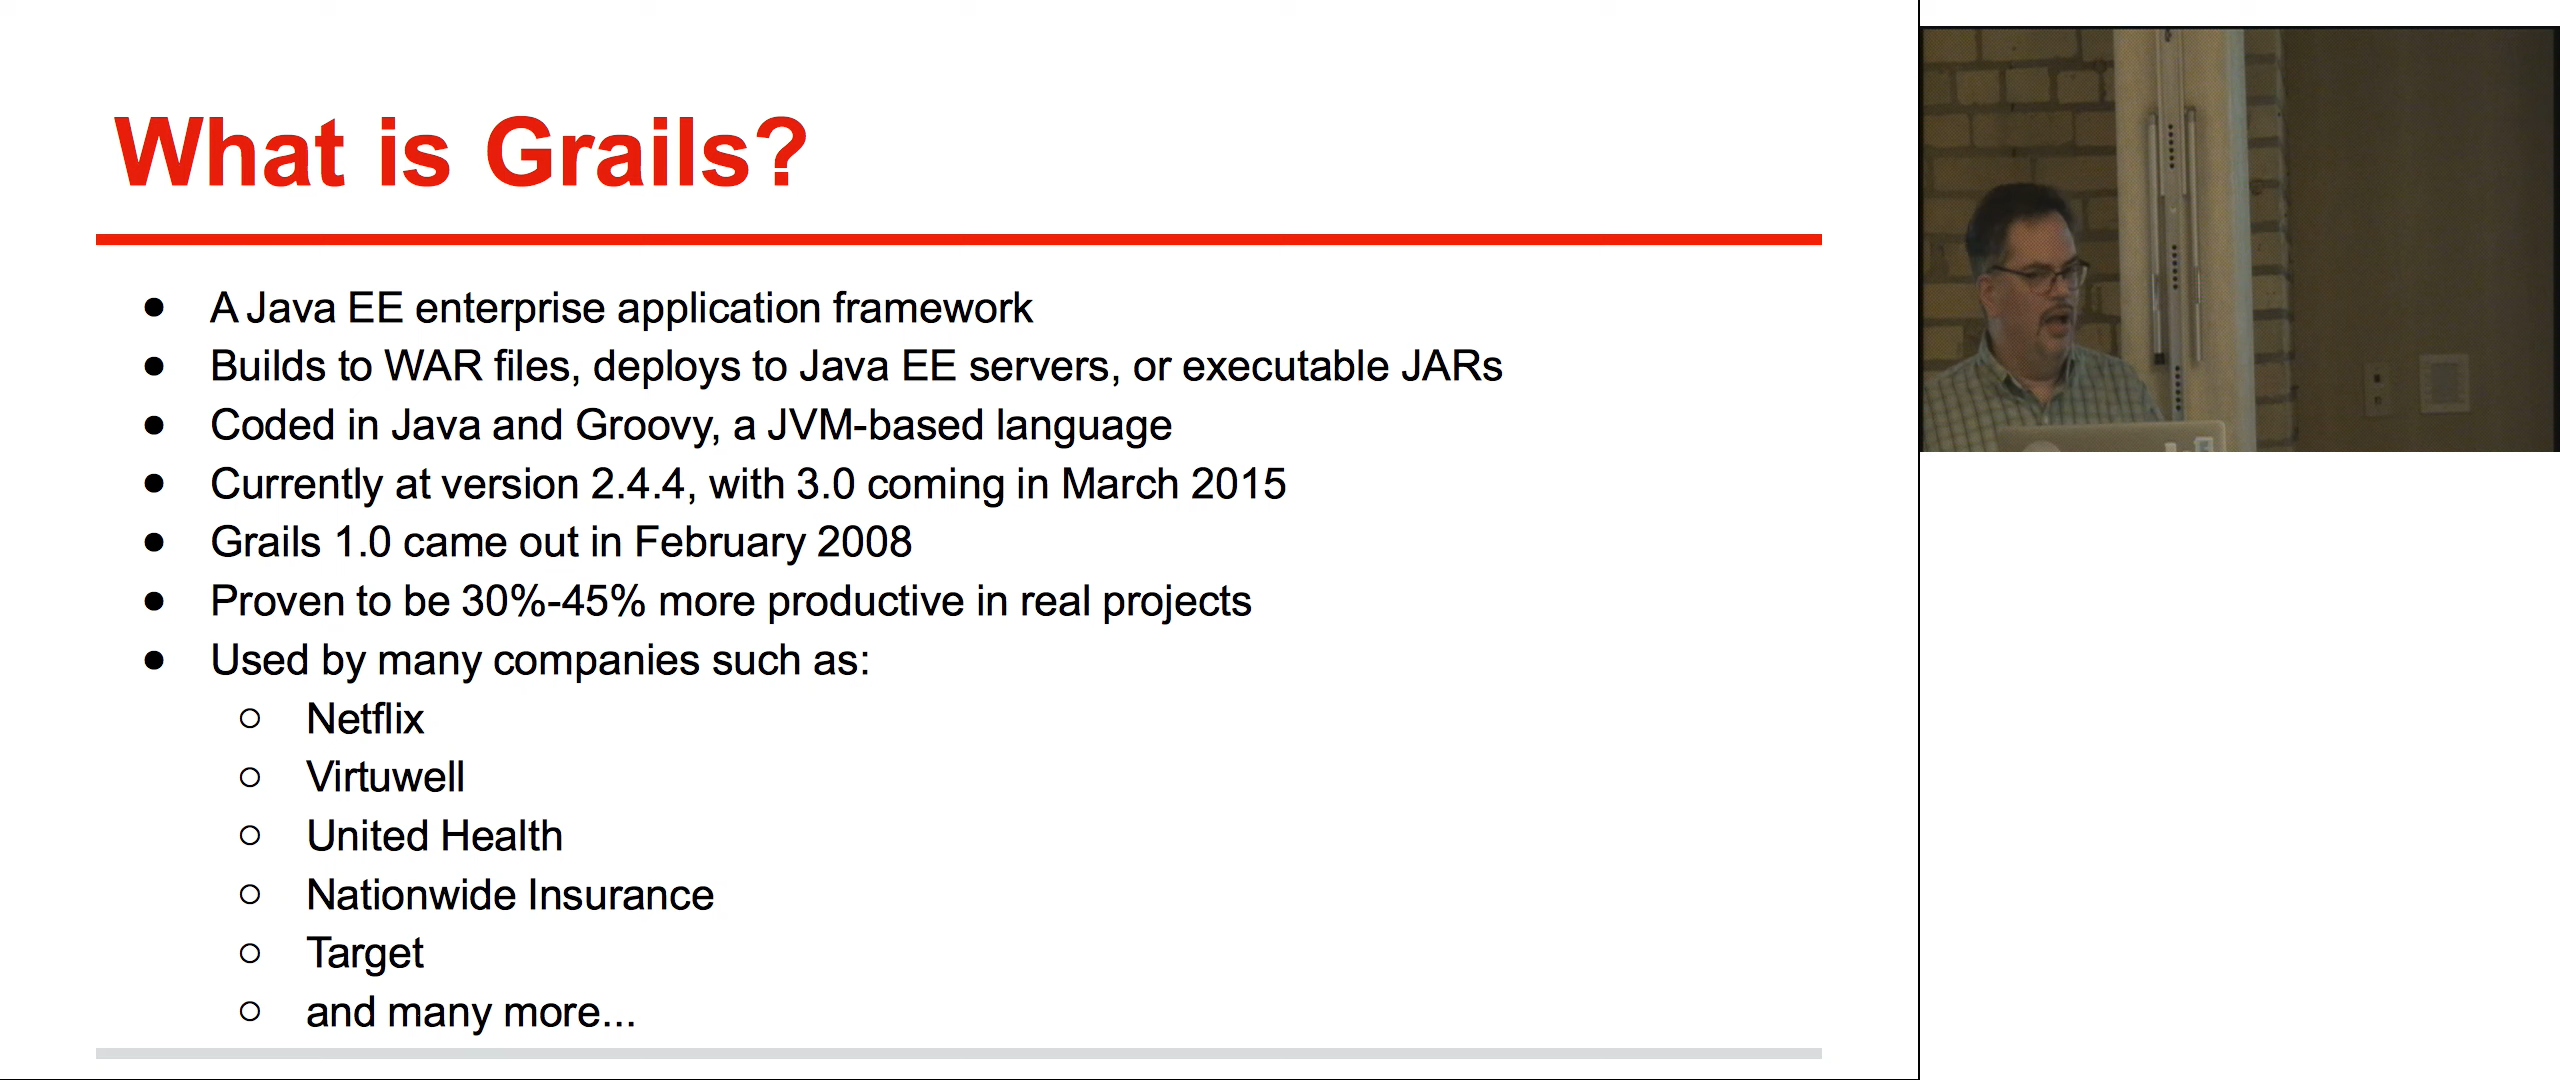 What is Grails?
● A Java EE enterprise application framework
● Builds to WAR files, deploys to Java EE servers, or executable JARs
● Coded in Java and Groovy, a JVM-based language
● Currently at version 2.4.4, with 3.0 coming in March 2015
● Grails 1.0 came out in February 2008
● Proven to be 30%-45% more productive in real projects
● Used by many companies such as:
○ Netflix
○ Virtuwell
○ United Health
○ Nationwide Insurance
○ Target
○ and many more...